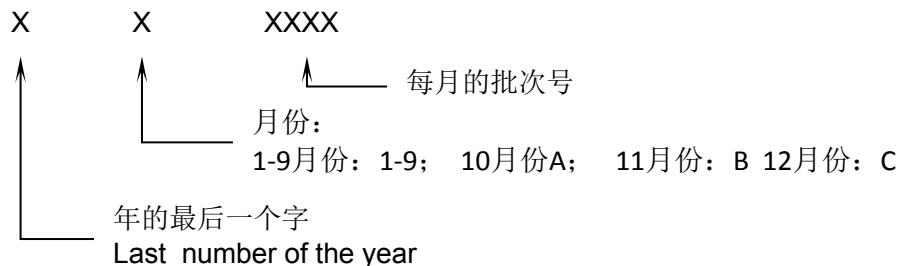 X X XXXX
每月的批次号
月份：
1-9月份：1-9； 10月份A； 11月份：B 12月份：C
年的最后一个字
Last number of the year